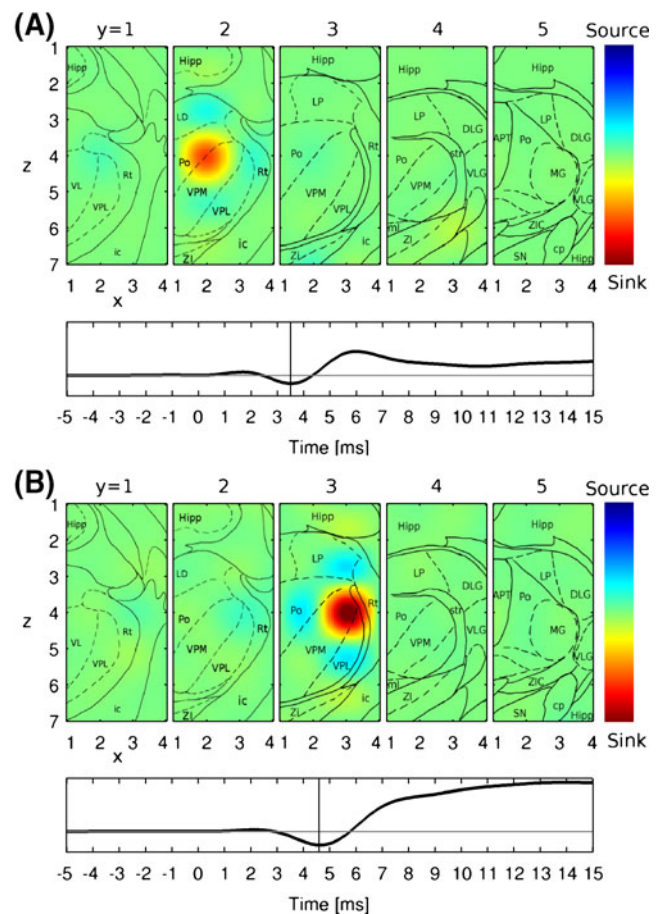 (A) y=1 2 3 4 5 Source
1 Hipp Hipp Hipp Hipp Hipp
2
LD LP LP LP
3 DLG APT DLG
z 4 Po Po Rt Po str Po
VL Rt VPM Rt VPM VPM VLG MG
5 VPL VPL VPL VLG
6 ml ZIC
ic ZI ic ZI ic ZI SN cp Hipp
7
1 2 3 4 1 2 3 4 1 2 3 4 1 2 3 4 1 2 3 4 Sink
x
-5 -4 -3 -2 -1 0 1 2 3 4 5 6 7 8 9 10 11 12 13 14 15
Time [ms]
(B) y=1 2 3 4 5 Source
1 Hipp Hipp Hipp Hipp Hipp
2
LD LP LP LP
3 DLG APT DLG
z 4 Po Po Rt Po str Po
VL Rt VPM Rt VPM VPM VLG MG
5 VPL VPL VPL VLG
6 ml ZIC
ic ZI ic ZI ic ZI SN cp Hipp
7
1 2 3 4 1 2 3 4 1 2 3 4 1 2 3 4 1 2 3 4 Sink
x
-5 -4 -3 -2 -1 0 1 2 3 4 5 6 7 8 9 10 11 12 13 14 15
Time [ms]